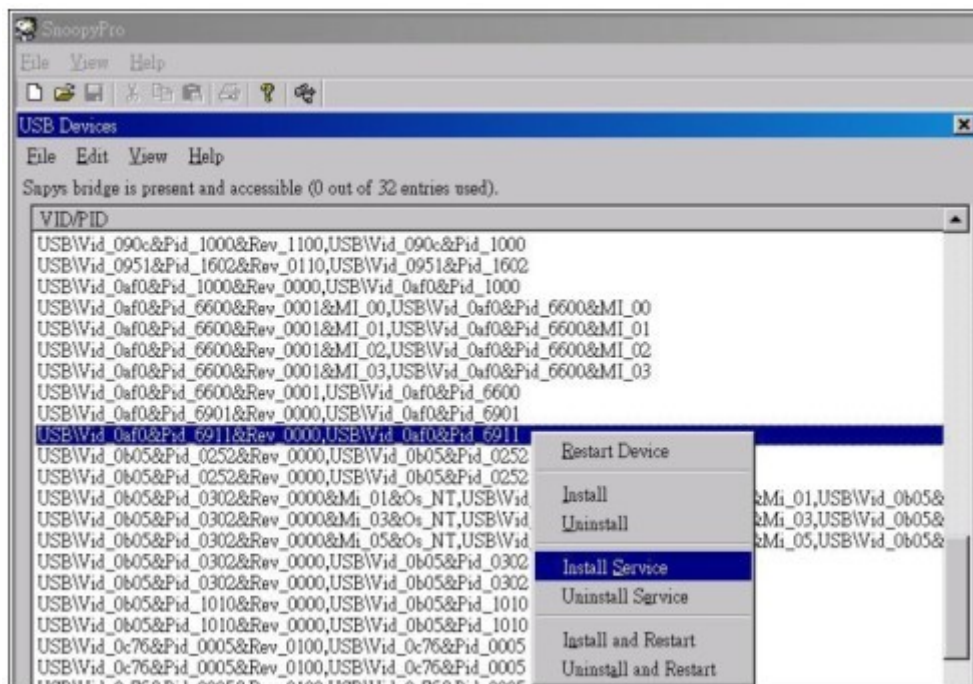 SnoopyPro
File View Help
USB Devices
File Edit View Help
Sapys bridge is present and accessible (0 out of 32 entries used).
VID/PID
USB\Vid_090c&Pid_1000&Rev_1100,USB\Vid_090c&Pid_1000
USB\Vid_0951&Pid_1602&Rev_0110,USB\Vid_0951&Pid_1602
USB\Vid_0af0&Pid_1000&Rev_0000,USB\Vid_0af0&Pid_1000
USB\Vid_0af0&Pid_6600&Rev_0001&MI_00,USB\Vid_0af0&Pid_6600&MI_00
USB\Vid_0af0&Pid_6600&Rev_0001&MI_01,USB\Vid_0af0&Pid_6600&MI_01
USB\Vid_0af0&Pid_6600&Rev_0001&MI_02,USB\Vid_0af0&Pid_6600&MI_02
USB\Vid_0af0&Pid_6600&Rev_0001&MI_03,USB\Vid_0af0&Pid_6600&MI_03
USB\Vid_0af0&Pid_6600&Rev_0001,USB\Vid_0af0&Pid_6600
USB\Vid_0af0&Pid_6901&Rev_0000,USB\Vid_0af0&Pid_6901
USB\Vid_0af0&Pid_6911&Rev_0000,USB\Vid_0af0&Pid_6911
USB\Vid_0b05&Pid_0252&Rev_0000,USB\Vid_0b05&Pid_0252
USB\Vid_0b05&Pid_0252&Rev_0000,USB\Vid_0b05&Pid_0252
USB\Vid_0b05&Pid_0302&Rev_0000&Mi_01&Os_NT,USB\Vid &Mi_01,USB\Vid_0b05&
USB\Vid_0b05&Pid_0302&Rev_0000&Mi_03&Os_NT,USB\Vid &Mi_03,USB\Vid_0b05&
USB\Vid_0b05&Pid_0302&Rev_0000&Mi_05&Os_NT,USB\Vid &Mi_05,USB\Vid_0b05&
USB\Vid_0b05&Pid_0302&Rev_0000,USB\Vid_0b05&Pid_0302
USB\Vid_0b05&Pid_0302&Rev_0000,USB\Vid_0b05&Pid_0302
USB\Vid_0b05&Pid_1010&Rev_0000,USB\Vid_0b05&Pid_1010
USB\Vid_0b05&Pid_1010&Rev_0000,USB\Vid_0b05&Pid_1010
USB\Vid_0c76&Pid_0005&Rev_0100,USB\Vid_0c76&Pid_0005
USB\Vid_0c76&Pid_0005&Rev_0100,USB\Vid_0c76&Pid_0005
Restart Device
Install
Uninstall
Install Service
Uninstall Service
Install and Restart
Uninstall and Restart